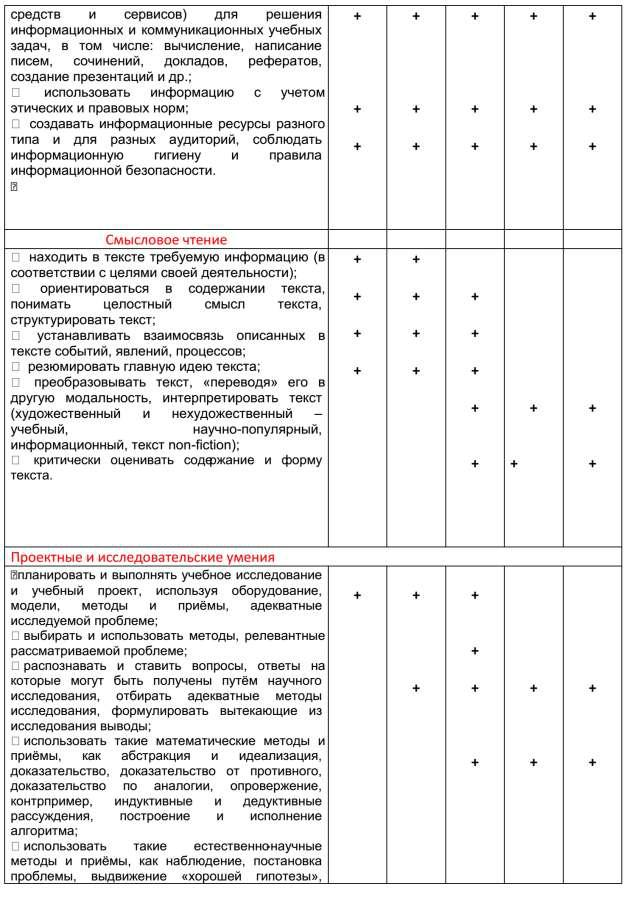 средств и сервисов) для решения + + + + +
информационных и коммуникационных учебных
задач, в том числе: вычисление, написание
писем, сочинений, докладов, рефератов,
создание презентаций и др.;
использовать информацию с учетом
этических и правовых норм; + + + + +
создавать информационные ресурсы разного
типа и для разных аудиторий, соблюдать + + + + +
информационную гигиену и правила
информационной безопасности.
Смысловое чтение
находить в тексте требуемую информацию (в + +
соответствии с целями своей деятельности);
ориентироваться в содержании текста, + + +
понимать целостный смысл текста,
структурировать текст;
устанавливать взаимосвязь описанных в + + +
тексте событий, явлений, процессов;
резюмировать главную идею текста; + + +
преобразовывать текст, «переводя» его в
другую модальность, интерпретировать текст + + +
(художественный и нехудожественный –
учебный, научно-популярный,
информационный, текст non-fiction);
критически оценивать содержание и форму + + +
текста.
Проектные и исследовательские умения
планировать и выполнять учебное исследование
и учебный проект, используя оборудование, + + +
модели, методы и приёмы, адекватные
исследуемой проблеме;
выбирать и использовать методы, релевантные
рассматриваемой проблеме; +
распознавать и ставить вопросы, ответы на
которые могут быть получены путём научного + + + +
исследования, отбирать адекватные методы
исследования, формулировать вытекающие из
исследования выводы;
использовать такие математические методы и
приёмы, как абстракция и идеализация, + + +
доказательство, доказательство от противного,
доказательство по аналогии, опровержение,
контрпример, индуктивные и дедуктивные
рассуждения, построение и исполнение
алгоритма;
использовать такие естественно-научные
методы и приёмы, как наблюдение, постановка
проблемы, выдвижение «хорошей гипотезы»,